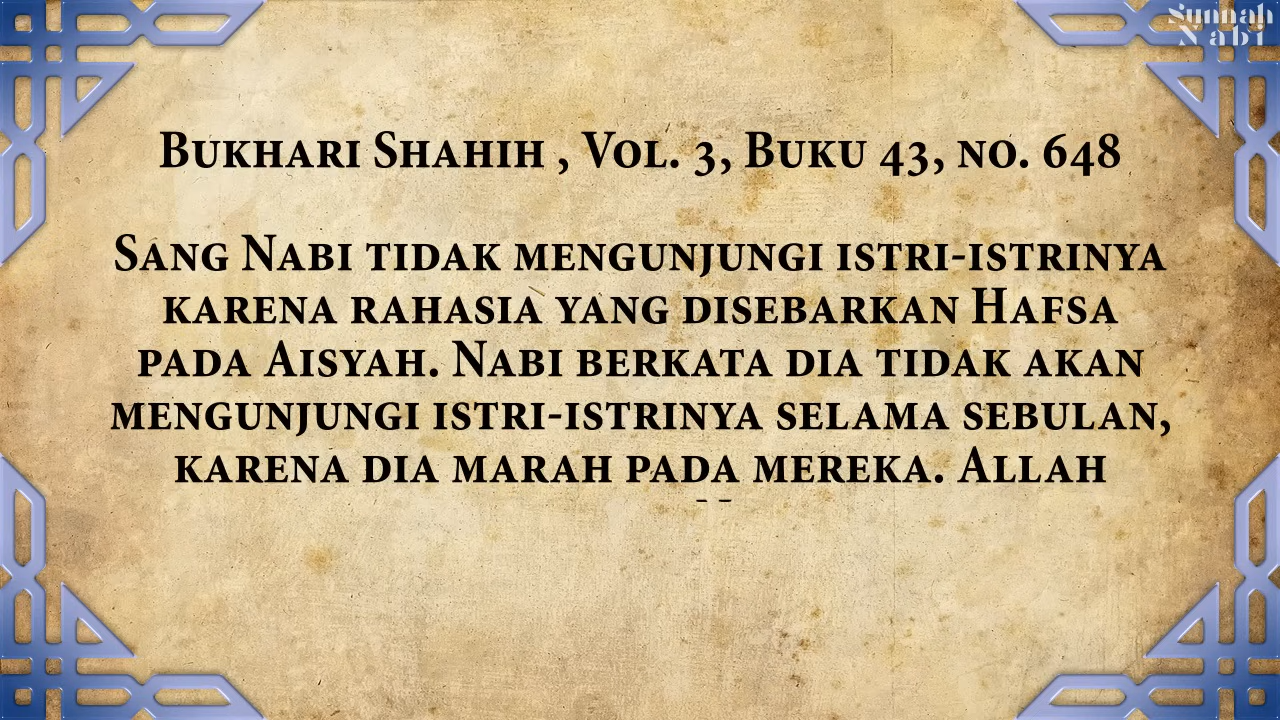 Sunnah
Nabi
Bukhari Shahih , Vol. 3, Buku 43, no. 648
Sang Nabi tidak mengunjungi istri-istrinya
karena rahasia yang disebarkan Hafsa
pada Aisyah. Nabi berkata dia tidak akan
mengunjungi istri-istrinya selama sebulan,
karena dia marah pada mereka. Allah